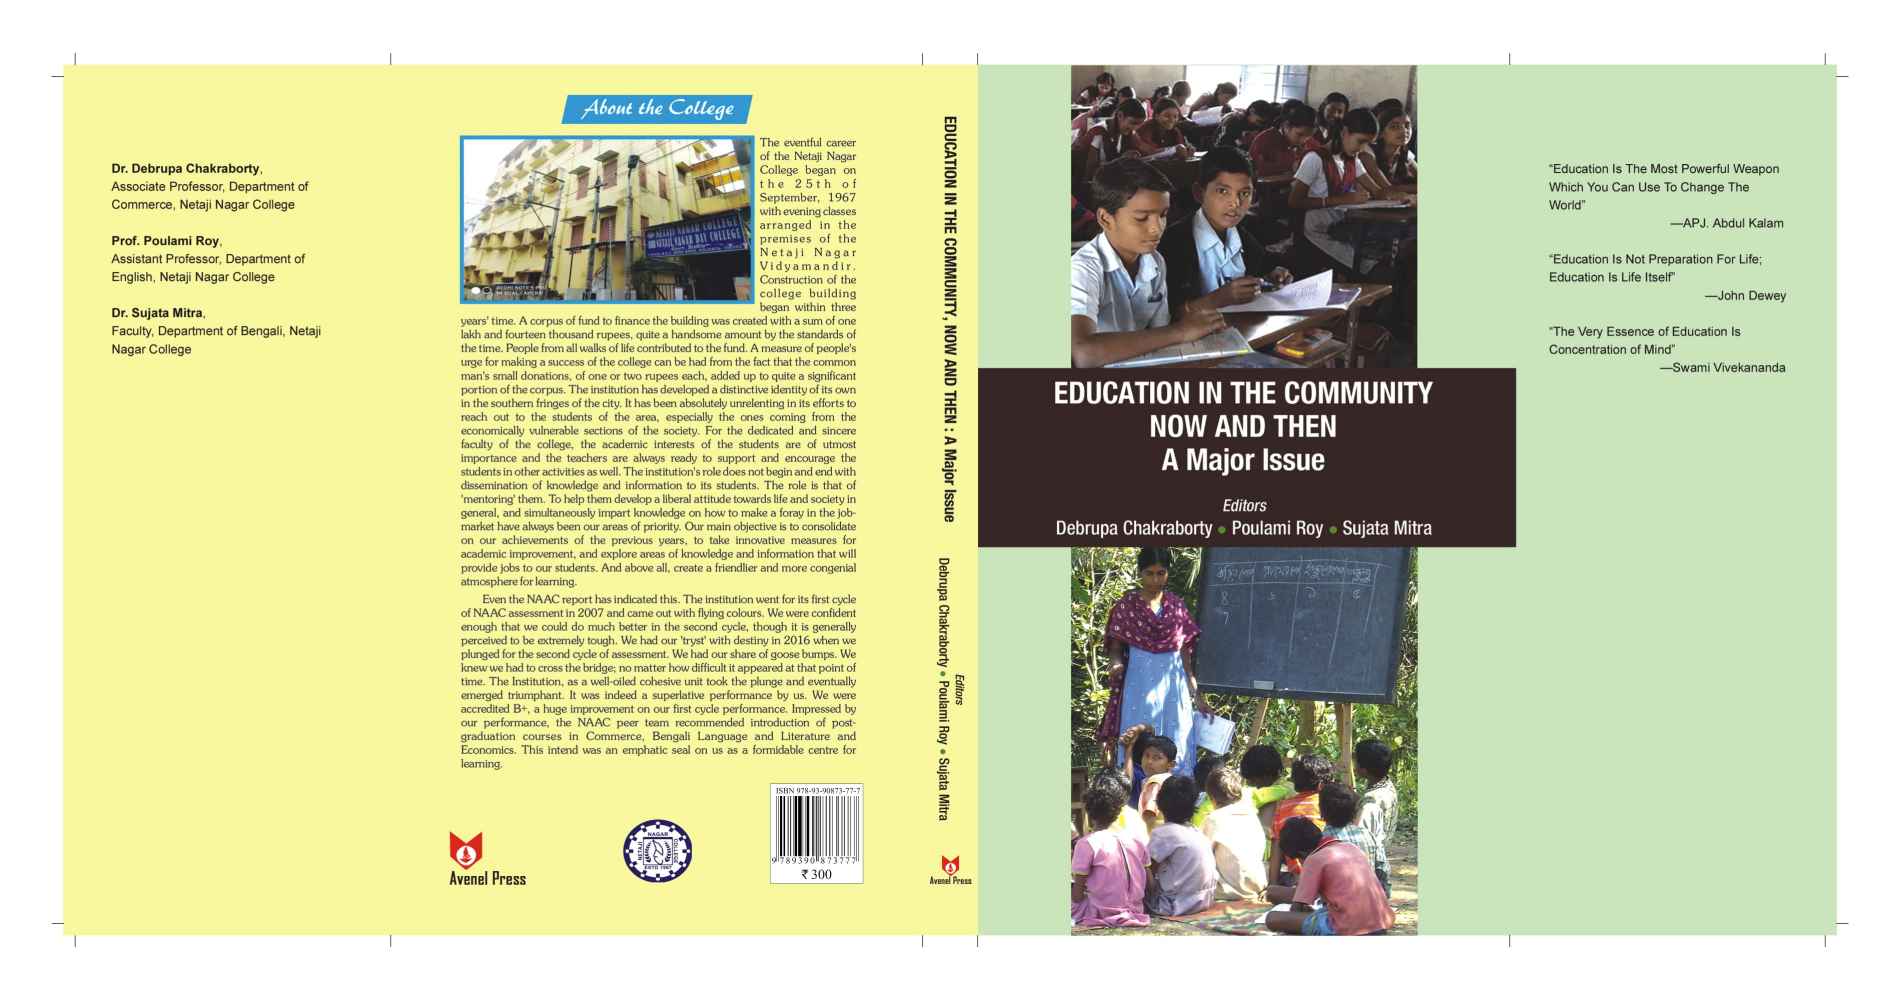 Dr. Debrupa Chakraborty,
Associate Professor, Department of
Commerce, Netaji Nagar College
Prof. Poulami Roy,
Assistant Professor, Department of
English, Netaji Nagar College
Dr. Sujata Mitra,
Faculty, Department of Bengali, Netaji
Nagar College
About the College
NETAJI NAGAR COLLEGE
NETAJI NAGAR DAY COLLEGE
The eventful career
of the Netaji Nagar
College began on
the 25th of
September, 1967
with evening classes
arranged in the
premises of the
Netaji Nagar
Vidyamandir.
Construction of the
college building
began within three
years' time. A corpus of fund to finance the building was created with a sum of one
lakh and fourteen thousand rupees, quite a handsome amount by the standards of
the time. People from all walks of life contributed to the fund. A measure of people's
urge for making a success of the college can be had from the fact that the common
man's small donations, of one or two rupees each, added up to quite a significant
portion of the corpus. The institution has developed a distinctive identity of its own
in the southern fringes of the city. It has been absolutely unrelenting in its efforts to
reach out to the students of the area, especially the ones coming from the
economically vulnerable sections of the society. For the dedicated and sincere
faculty of the college, the academic interests of the students are of utmost
importance and the teachers are always ready to support and encourage the
students in other activities as well. The institution's role does not begin and end with
dissemination of knowledge and information to its students. The role is that of
'mentoring' them. To help them develop a liberal attitude towards life and society in
general, and simultaneously impart knowledge on how to make a foray in the job-
market have always been our areas of priority. Our main objective is to consolidate
on our achievements of the previous years, to take innovative measures for
academic improvement, and explore areas of knowledge and information that will
provide jobs to our students. And above all, create a friendlier and more congenial
atmosphere for learning.
Even the NAAC report has indicated this. The institution went for its first cycle
of NAAC assessment in 2007 and came out with flying colours. We were confident
enough that we could do much better in the second cycle, though it is generally
perceived to be extremely tough. We had our 'tryst' with destiny in 2016 when we
plunged for the second cycle of assessment. We had our share of goose bumps. We
knew we had to cross the bridge; no matter how difficult it appeared at that point of
time. The Institution, as a well-oiled cohesive unit took the plunge and eventually
emerged triumphant. It was indeed a superlative performance by us. We were
accredited B+, a huge improvement on our first cycle performance. Impressed by
our performance, the NAAC peer team recommended introduction of post-
graduation courses in Commerce, Bengali Language and Literature and
Economics. This intend was an emphatic seal on us as a formidable centre for
learning.
Avenel Press
NETAJI NAGAR COLLEGE
ESTD 1967
ISBN 978-93-90873-77-7
9 789390 873777
₹ 300
EDUCATION IN THE COMMUNITY, NOW AND THEN : A Major Issue
Editors
Debrupa Chakraborty • Poulami Roy • Sujata Mitra
Avenel Press
EDUCATION IN THE COMMUNITY
NOW AND THEN
A Major Issue
Editors
Debrupa Chakraborty • Poulami Roy • Sujata Mitra
“Education Is The Most Powerful Weapon
Which You Can Use To Change The
World”
—APJ. Abdul Kalam
“Education Is Not Preparation For Life;
Education Is Life Itself”
—John Dewey
“The Very Essence of Education Is
Concentration of Mind”
—Swami Vivekananda